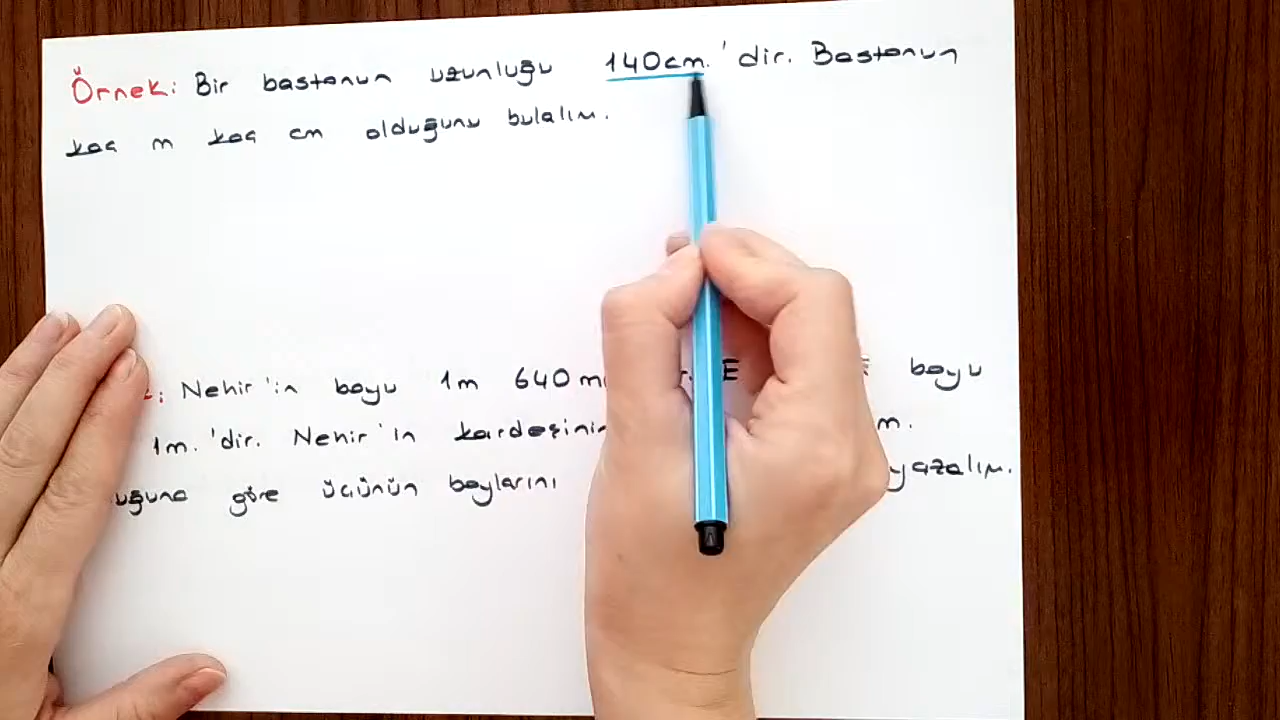 Örnek: Bir bastonun uzunluğu 140cm.'dir. Bastonun
kaç m kaç cm olduğunu bulalım.
Nehir'in boyu 1m 640 boyu
1m.'dir. Nehir'in kardeşinin m.
göre üçünün boylarını yazalım.